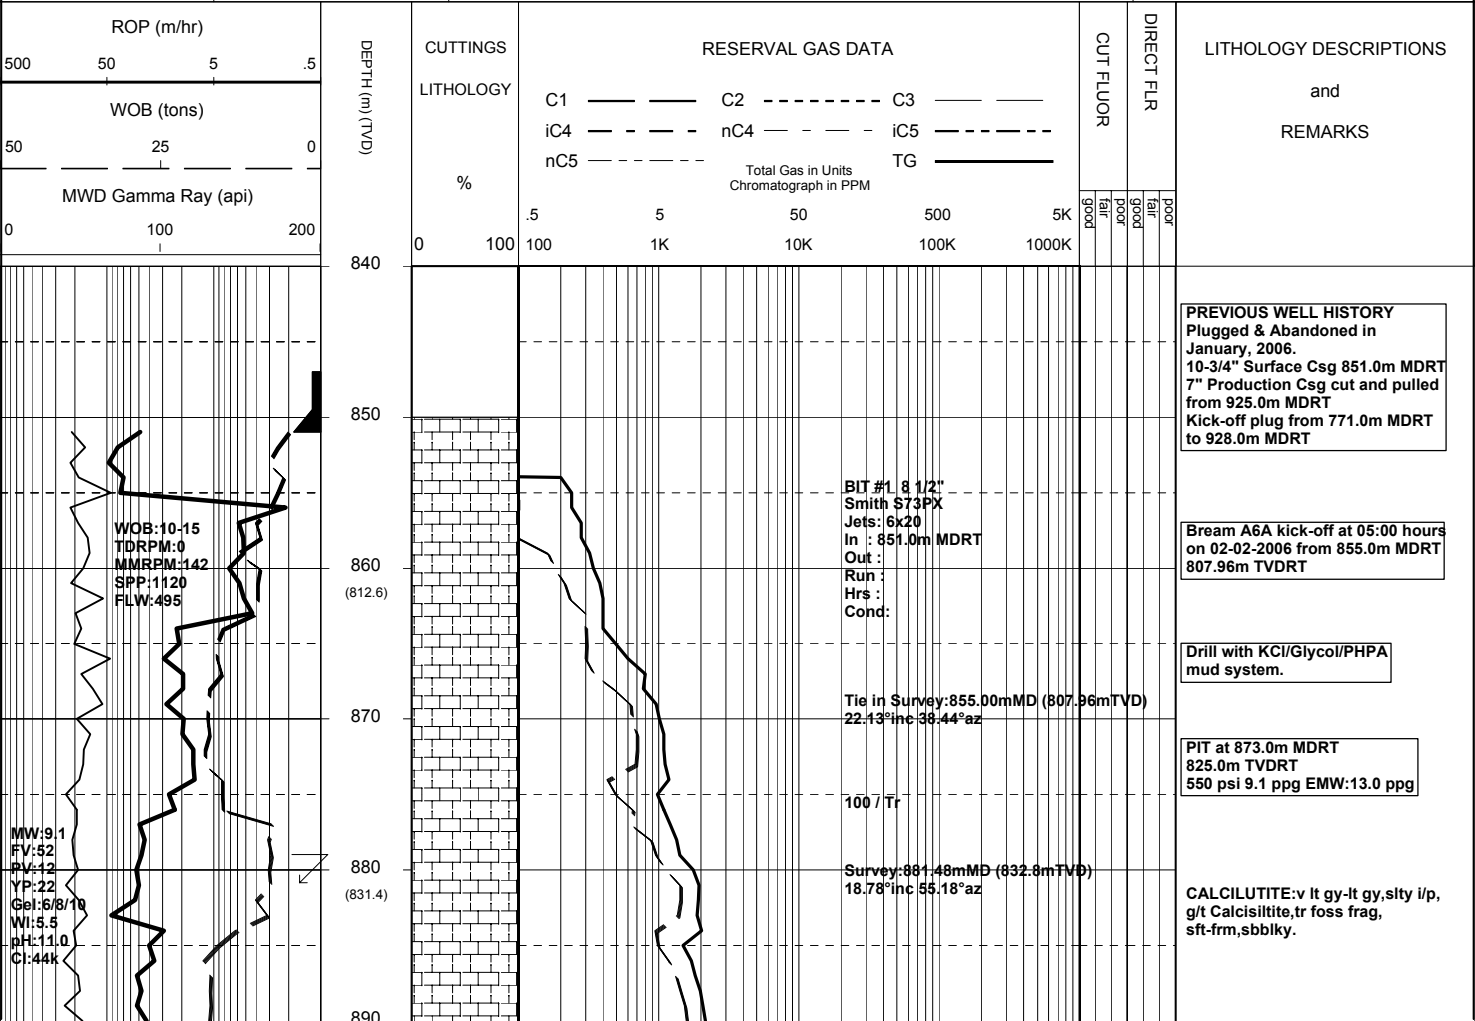 ROP (m/hr)
500 50 5 .5
WOB (tons)
50 25 0
MWD Gamma Ray (api)
0 100 200
DEPTH (m) (TVD)
CUTTINGS
LITHOLOGY
%
0 100
RESERVAL GAS DATA
C1 C2 C3
iC4 nC4 iC5
nC5 TG
Total Gas in Units
Chromatograph in PPM
.5 5 50 500 5K
100 1K 10K 100K 1000K
CUT FLUOR
good fair poor
DIRECT FLR
good fair poor
LITHOLOGY DESCRIPTIONS
and
REMARKS
840
850
860
(812.6)
870
880
(831.4)
890
WOB:10-15
TDRPM:0
MMRPM:142
SPP:1120
FLW:495
MW:9.1
FV:52
PV:12
YP:22
Gel:6/8/10
WI:5.5
pH:11.0
Cl:44k
BIT #1 8 1/2"
Smith S73PX
Jets: 6x20
In : 851.0m MDRT
Out :
Run :
Hrs :
Cond:
Tie in Survey:855.00mMD (807.96mTVD)
22.13°inc 38.44°az
100 / Tr
Survey:881.48mMD (832.8mTVD)
18.78°inc 55.18°az
PREVIOUS WELL HISTORY
Plugged & Abandoned in
January, 2006.
10-3/4" Surface Csg 851.0m MDRT
7" Production Csg cut and pulled
from 925.0m MDRT
Kick-off plug from 771.0m MDRT
to 928.0m MDRT
Bream A6A kick-off at 05:00 hours
on 02-02-2006 from 855.0m MDRT
807.96m TVDRT
Drill with KCl/Glycol/PHPA
mud system.
PIT at 873.0m MDRT
825.0m TVDRT
550 psi 9.1 ppg EMW:13.0 ppg
CALCILUTITE:v lt gy-lt gy,slty i/p,
g/t Calcisiltite,tr foss frag,
sft-frm,sbblky.